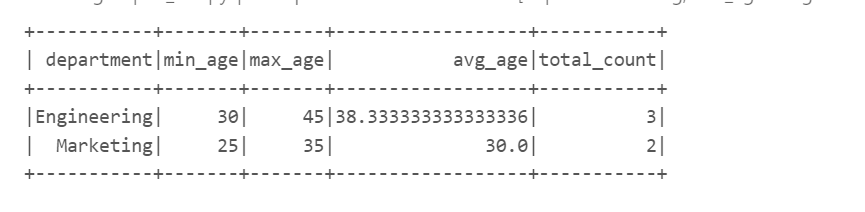 +-----------+-------+-------+------------------+-----------+
| department|min_age|max_age|           avg_age|total_count|
+-----------+-------+-------+------------------+-----------+
|Engineering|     30|     45|38.333333333333336|          3|
|  Marketing|     25|     35|              30.0|          2|
+-----------+-------+-------+------------------+-----------+